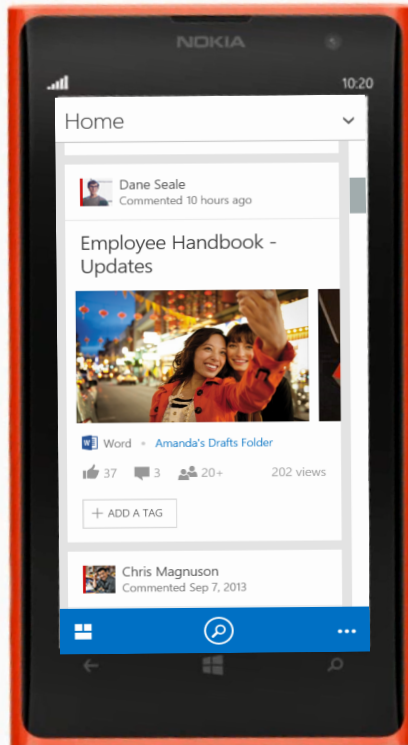 NOKIA
10:20
Home
Dane Seale
Commented 10 hours ago
Employee Handbook -
Updates
Word • Amanda's Drafts Folder
37 3 20+ 202 views
+ ADD A TAG
Chris Magnuson
Commented Sep 7, 2013